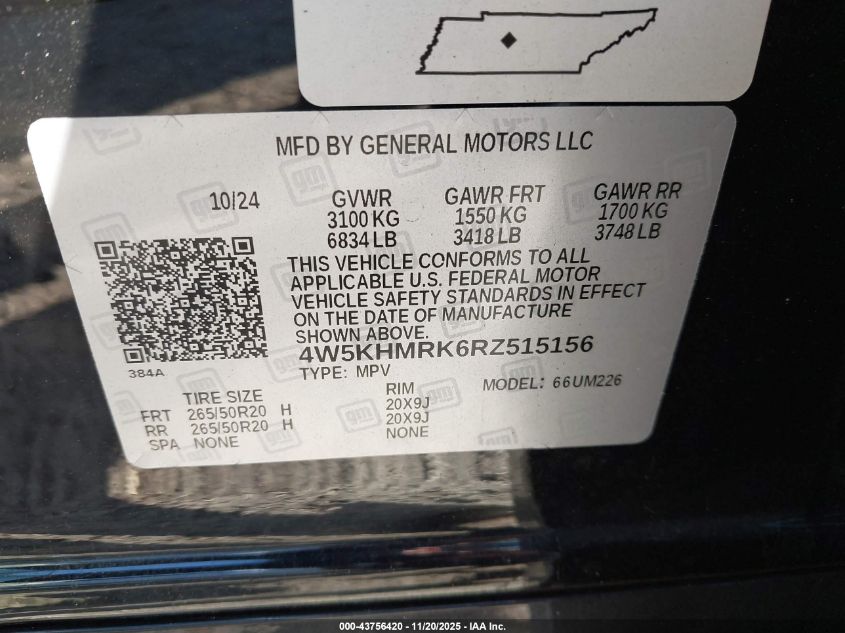 MFD BY GENERAL MOTORS LLC
10/24
GVWR
3100 KG
6834 LB
GAWR FRT
1550 KG
3418 LB
GAWR RR
1700 KG
3748 LB
THIS VEHICLE CONFORMS TO ALL
APPLICABLE U.S. FEDERAL MOTOR
VEHICLE SAFETY STANDARDS IN EFFECT
ON THE DATE OF MANUFACTURE
SHOWN ABOVE.
4W5KHMRK6RZ515156
384A
TYPE: MPV
MODEL: 66UM226
TIRE SIZE RIM
FRT 265/50R20 H 20X9J
RR 265/50R20 H 20X9J
SPA NONE NONE
gm
000-43756420 - 11/20/2025 - IAA Inc.